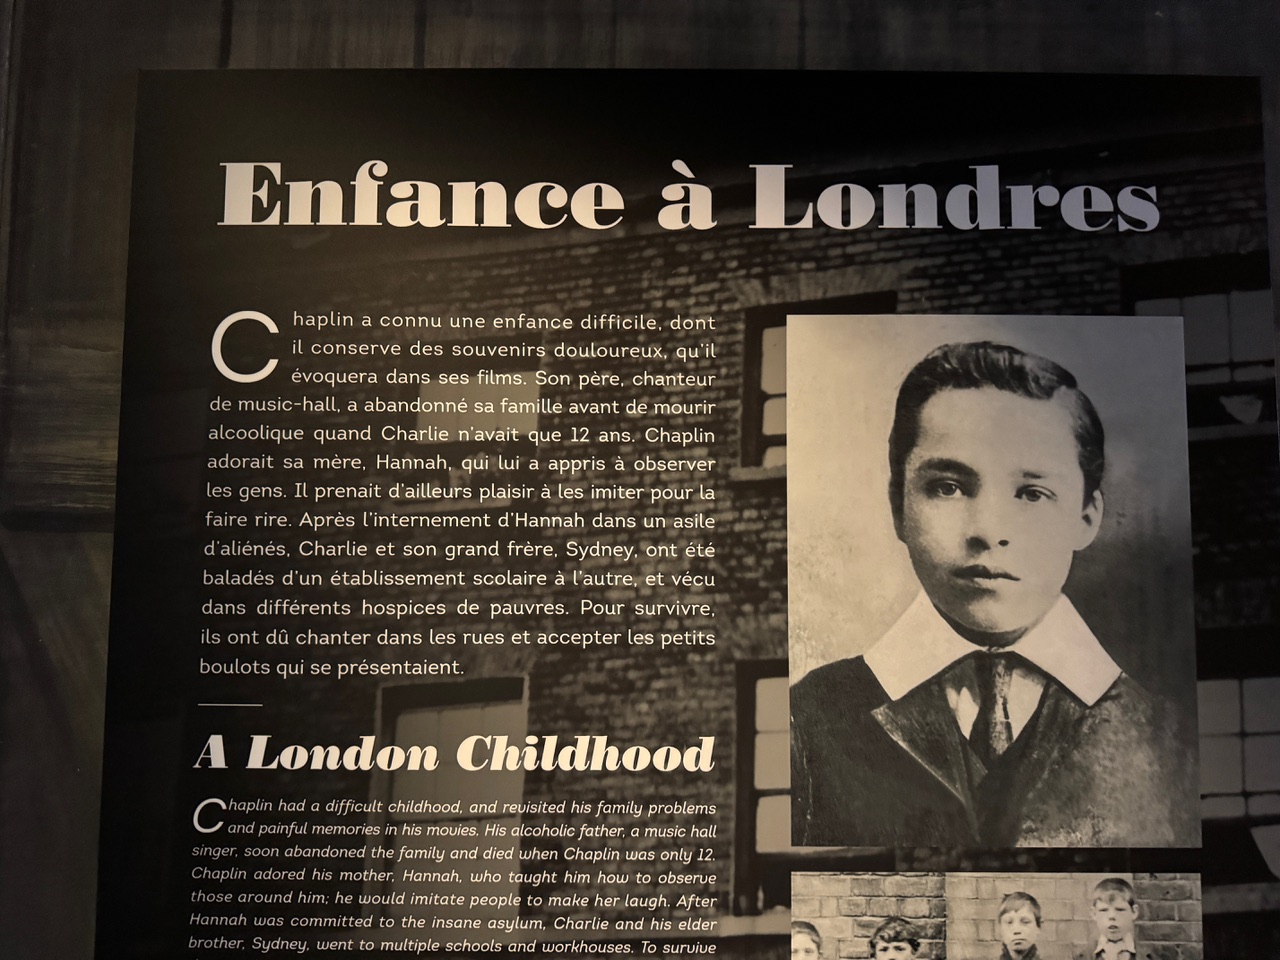 Enfance à Londres
Chaplin a connu une enfance difficile, dont
il conserve des souvenirs douloureux, qu'il
évoquera dans ses films. Son père, chanteur
de music-hall, a abandonné sa famille avant de mourir
alcoolique quand Charlie n'avait que 12 ans. Chaplin
adorait sa mère, Hannah, qui lui a appris à observer
les gens. Il prenait d'ailleurs plaisir à les imiter pour la
faire rire. Après l'internement d'Hannah dans un asile
d'aliénés, Charlie et son grand frère, Sydney, ont été
baladés d'un établissement scolaire à l'autre, et vécu
dans différents hospices de pauvres. Pour survivre,
ils ont dû chanter dans les rues et accepter les petits
boulots qui se présentaient.
A London Childhood
Chaplin had a difficult childhood, and revisited his family problems
and painful memories in his movies. His alcoholic father, a music hall
singer, soon abandoned the family and died when Chaplin was only 12.
Chaplin adored his mother, Hannah, who taught him how to observe
those around him; he would imitate people to make her laugh. After
Hannah was committed to the insane asylum, Charlie and his elder
brother, Sydney, went to multiple schools and workhouses. To survive